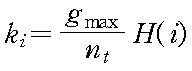 k_i = \frac{g_{\max}}{n_t} H(i)